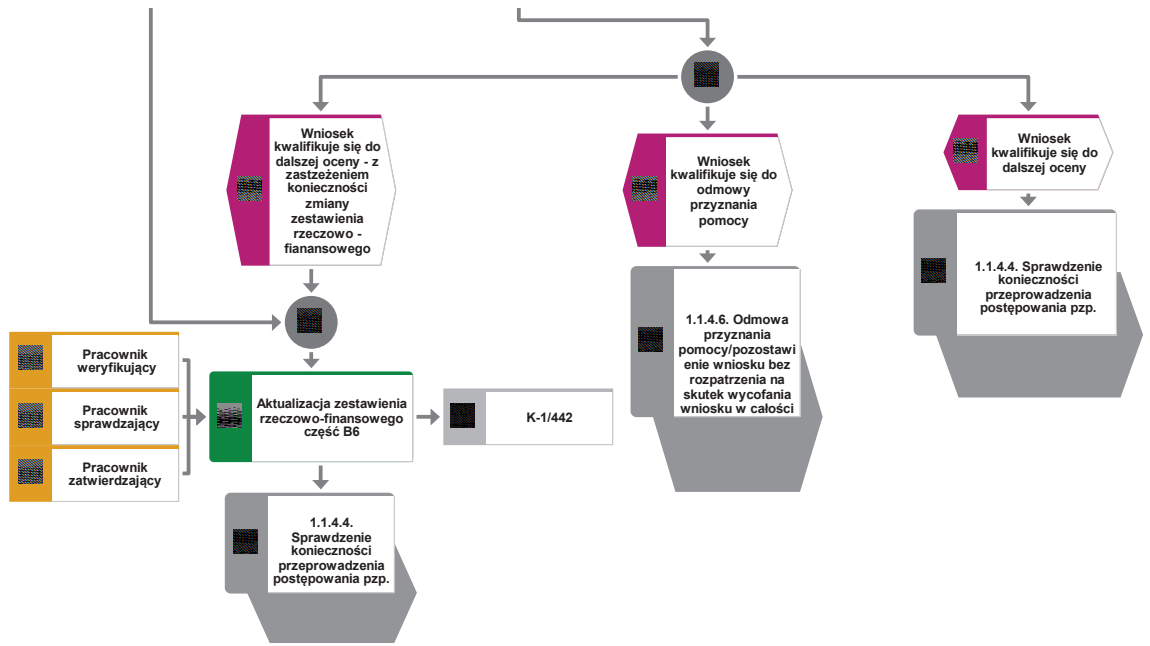 Wniosek
kwalifikuje się do
dalszej oceny - z
zastzeżeniem
konieczności
zmiany
zestawienia
rzeczowo -
fianansowego
Wniosek
kwalifikuje się do
odmowy
przyznania
pomocy
Wniosek
kwalifikuje się do
dalszej oceny
1.1.4.4. Sprawdzenie
konieczności
przeprowadzenia
postępowania pzp.
1.1.4.6. Odmowa
przyznania
pomocy/pozostawi
enie wniosku bez
rozpatrzenia na
skutek wycofania
wniosku w całości
Pracownik
weryfikujący
Pracownik
sprawdzający
Pracownik
zatwierdzający
Aktualizacja zestawienia
rzeczowo-finansowego
część B6
K-1/442
1.1.4.4.
Sprawdzenie
konieczności
przeprowadzenia
postępowania pzp.